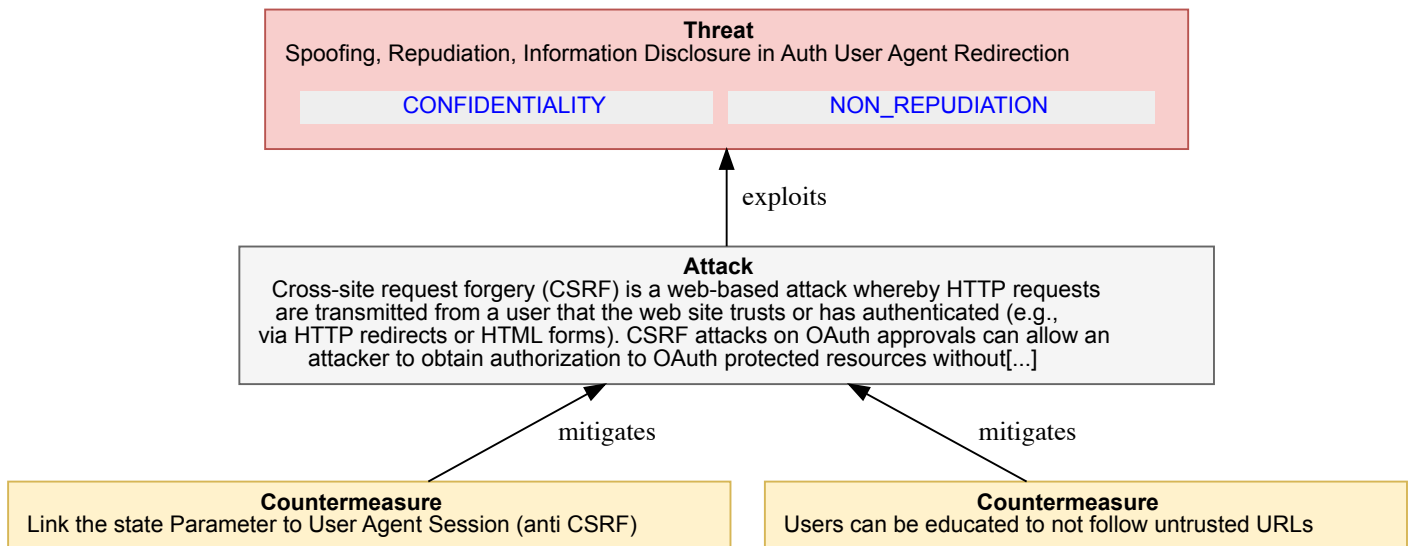 Threat
Spoofing, Repudiation, Information Disclosure in Auth User Agent Redirection
CONFIDENTIALITY
NON_REPUDIATION
exploits
Attack
Cross-site request forgery (CSRF) is a web-based attack whereby HTTP requests
are transmitted from a user that the web site trusts or has authenticated (e.g.,
via HTTP redirects or HTML forms). CSRF attacks on OAuth approvals can allow an
attacker to obtain authorization to OAuth protected resources without[...]
mitigates
mitigates
Countermeasure
Link the state Parameter to User Agent Session (anti CSRF)
Countermeasure
Users can be educated to not follow untrusted URLs